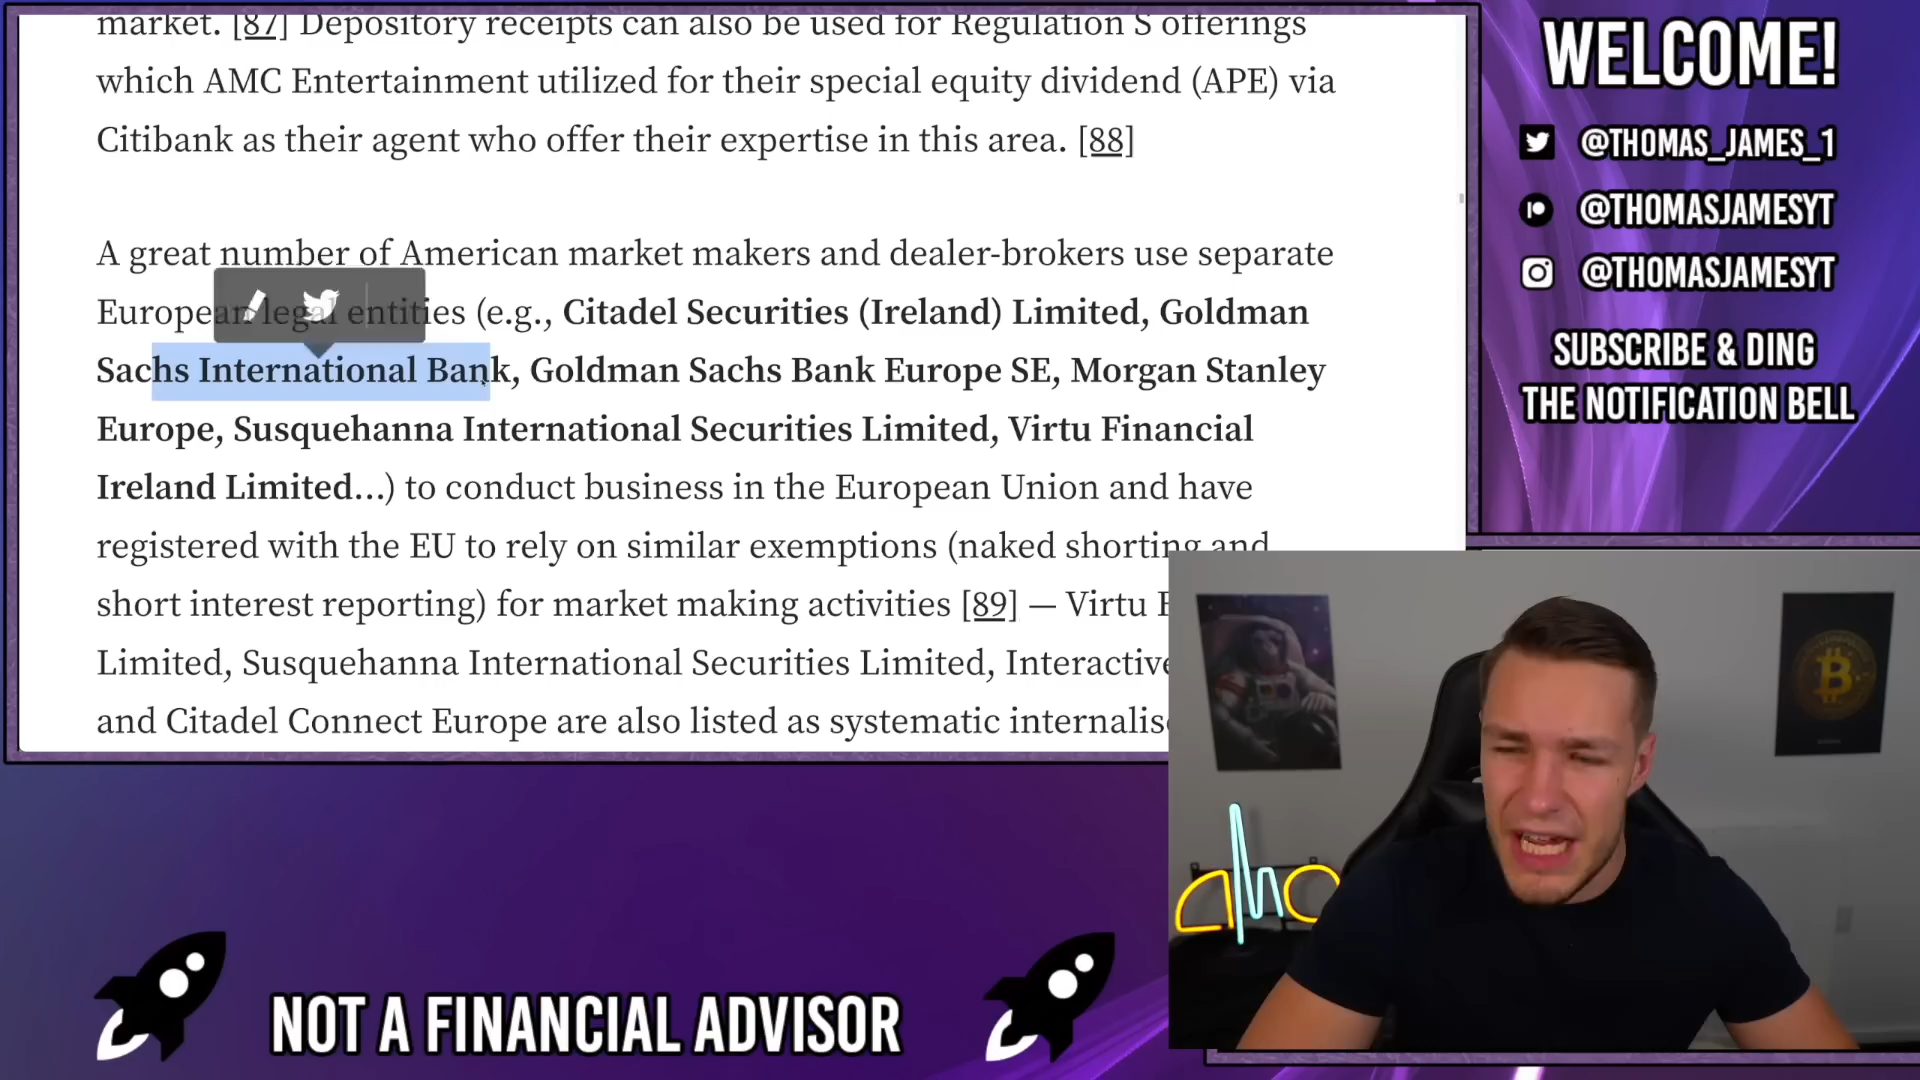 market. [87] Depository receipts can also be used for Regulation S offerings
which AMC Entertainment utilized for their special equity dividend (APE) via
Citibank as their agent who offer their expertise in this area. [88]
A great number of American market makers and dealer-brokers use separate
European legal entities (e.g., Citadel Securities (Ireland) Limited, Goldman
Sachs International Bank, Goldman Sachs Bank Europe SE, Morgan Stanley
Europe, Susquehanna International Securities Limited, Virtu Financial
Ireland Limited…) to conduct business in the European Union and have
registered with the EU to rely on similar exemptions (naked shorting and
short interest reporting) for market making activities [89] — Virtu
Limited, Susquehanna International Securities Limited, Interactive
and Citadel Connect Europe are also listed as systematic internalis
WELCOME!
@THOMAS_JAMES_1
@THOMASJAMESYT
@THOMASJAMESYT
SUBSCRIBE & DING
THE NOTIFICATION BELL
NOT A FINANCIAL ADVISOR